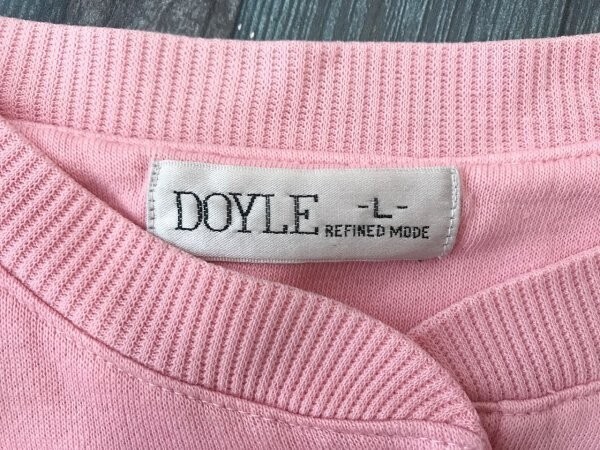 DOYLE
-L-
REFINED MODE